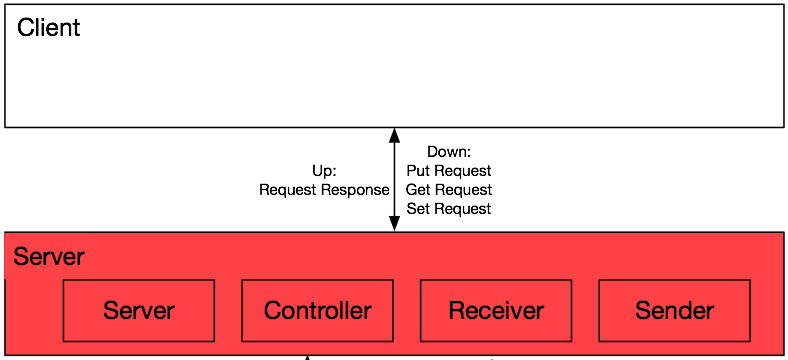 Client
Up:
Request Response
Down:
Put Request
Get Request
Set Request
Server
Server
Controller
Receiver
Sender